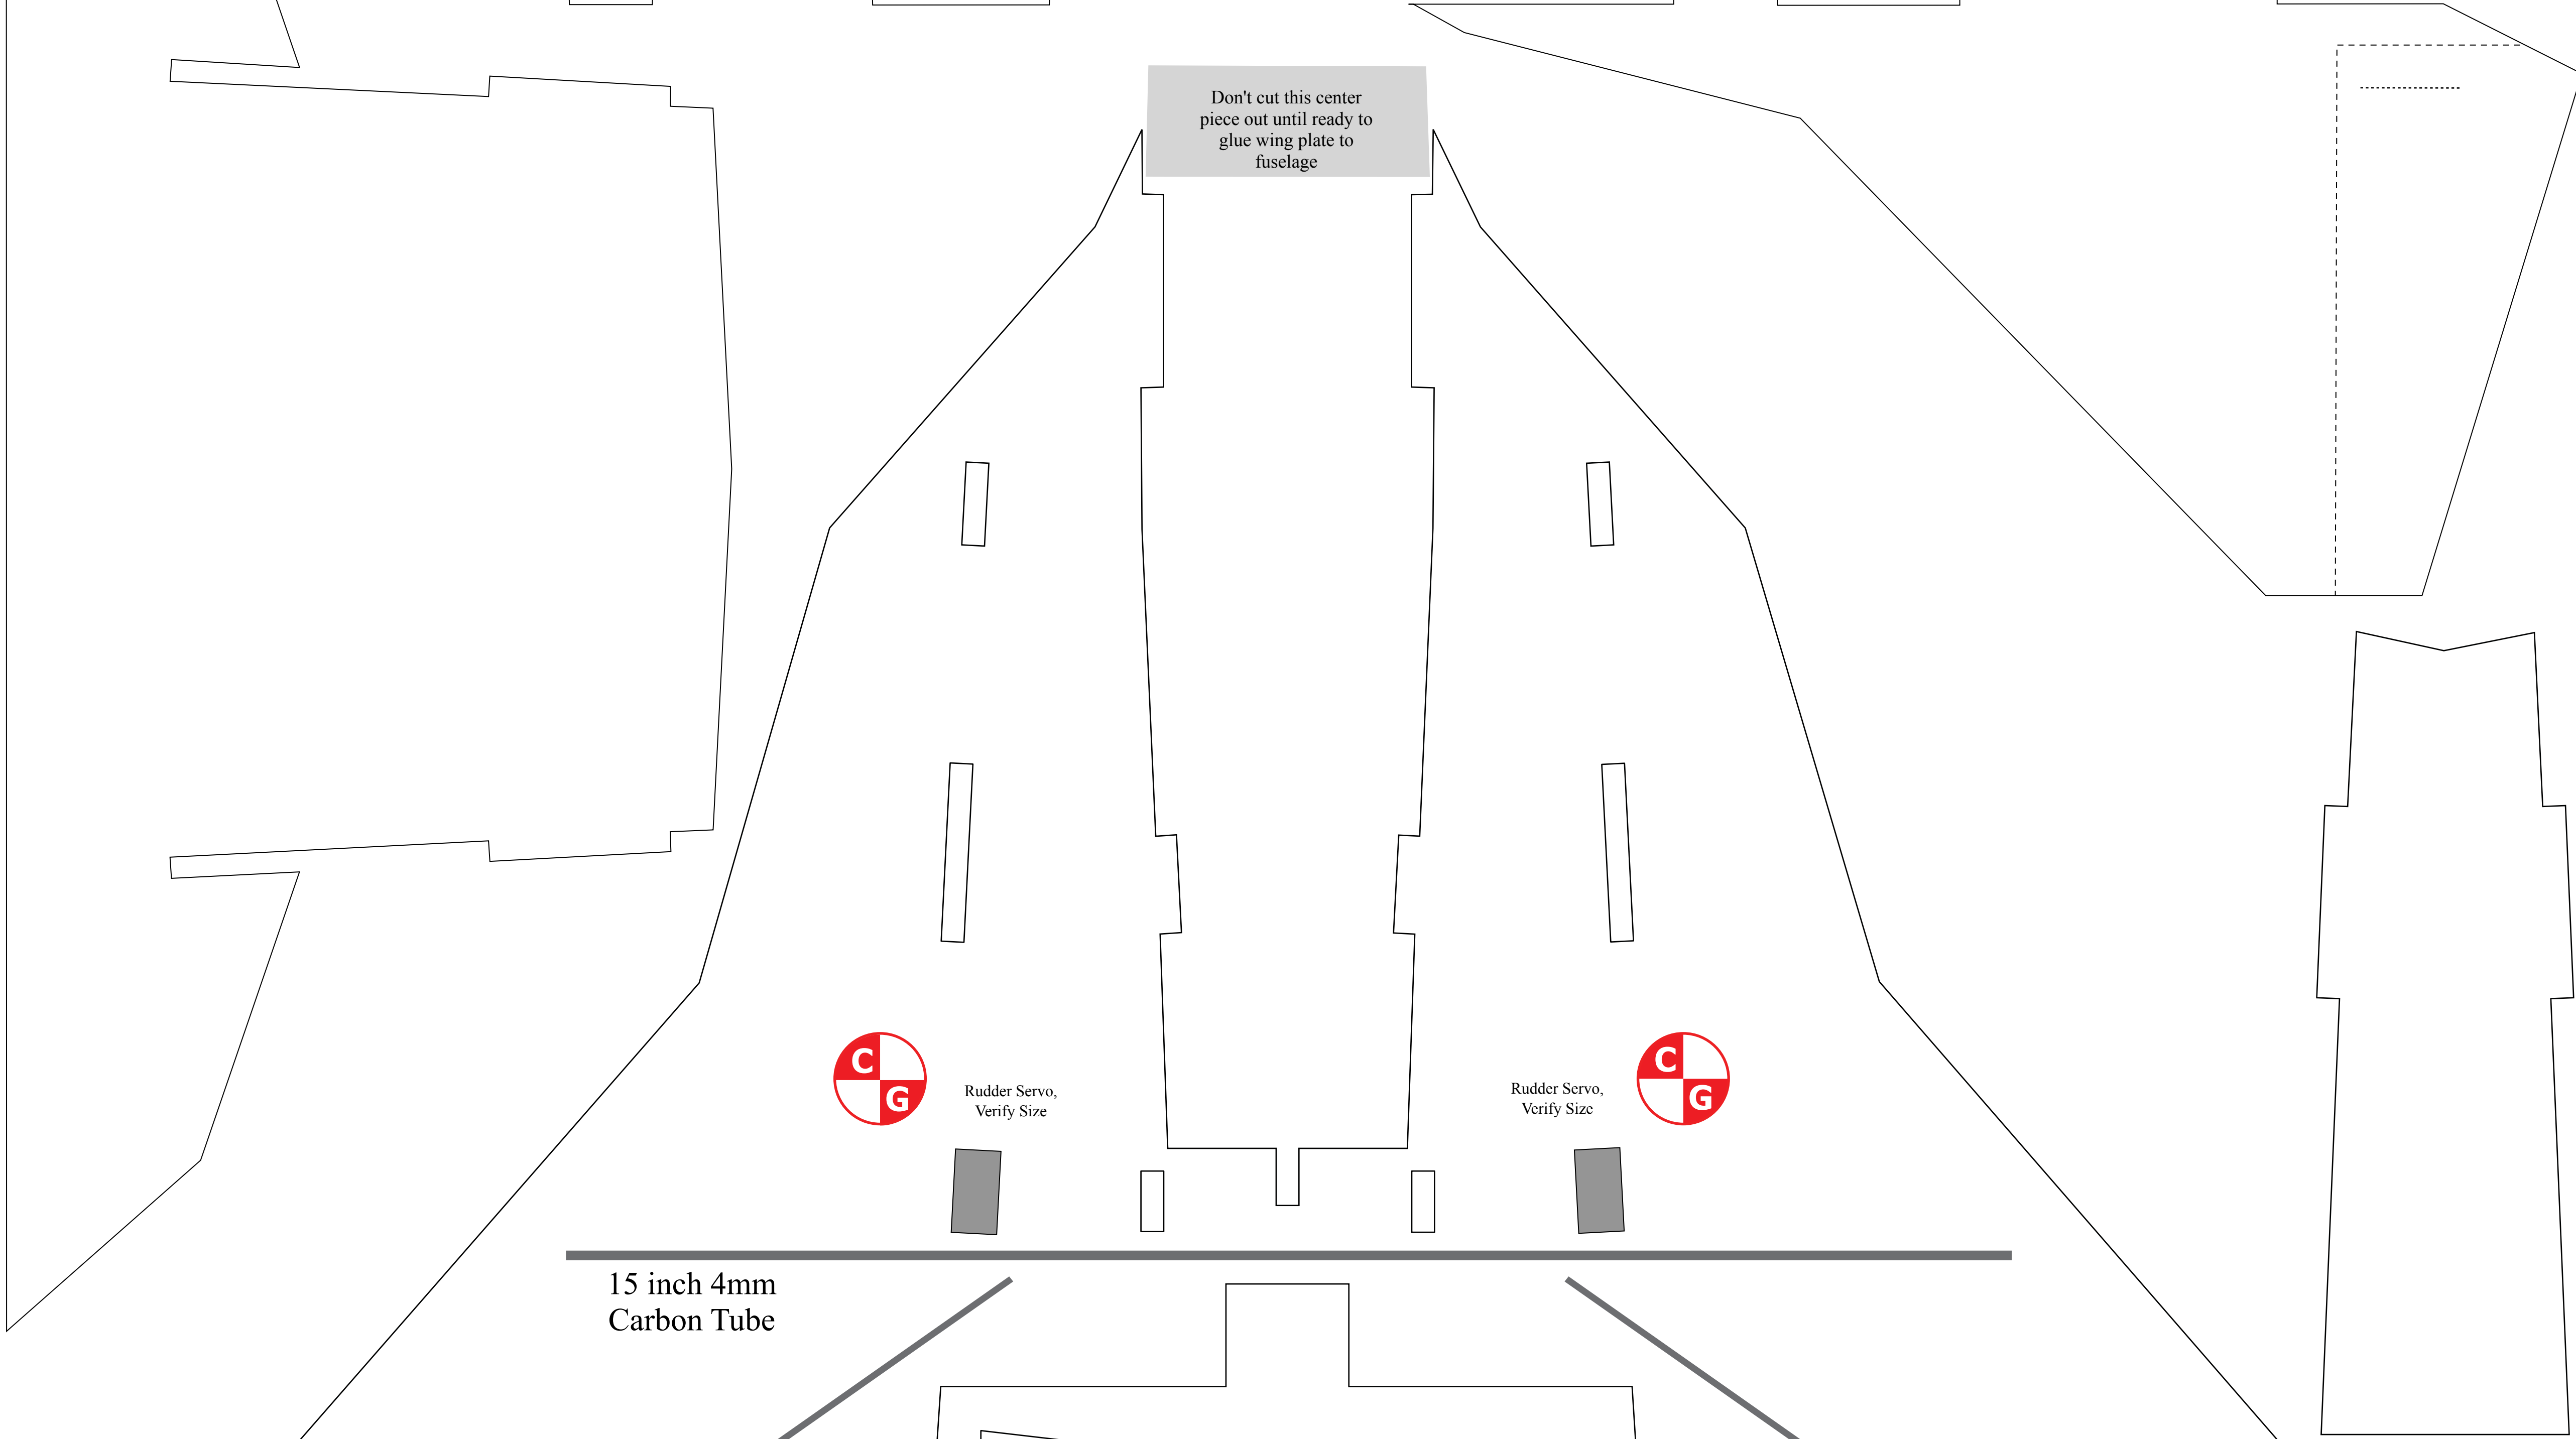 Don't cut this center
piece out until ready to
glue wing plate to
fuselage
C
G
Rudder Servo,
Verify Size
Rudder Servo,
Verify Size
C
G
15 inch 4mm
Carbon Tube